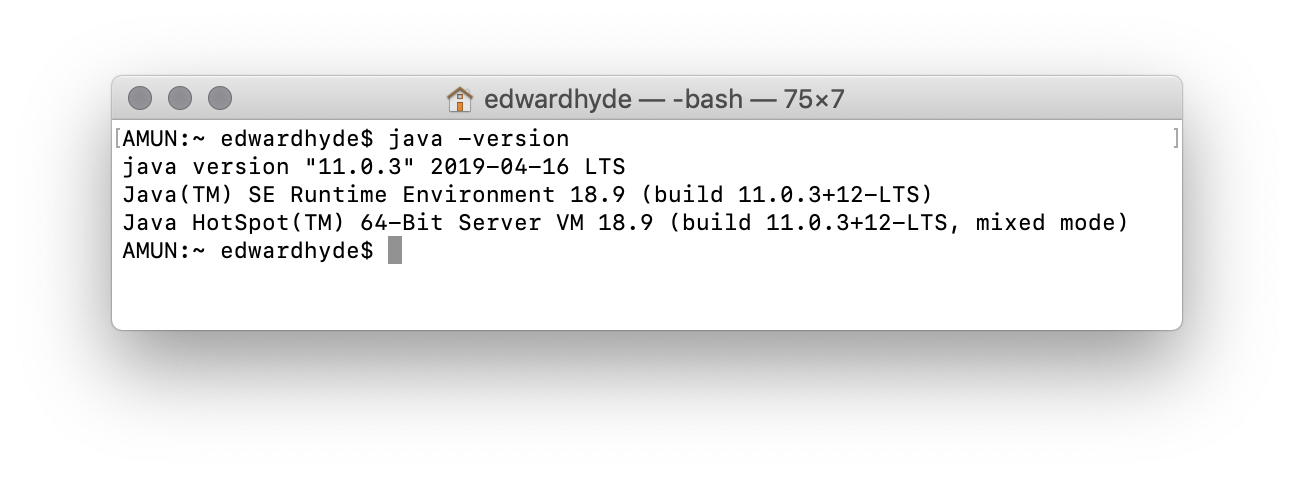 edwardhyde — -bash — 75×7
[AMUN:~ edwardhyde$ java -version ]
java version "11.0.3" 2019-04-16 LTS
Java(TM) SE Runtime Environment 18.9 (build 11.0.3+12-LTS)
Java HotSpot(TM) 64-Bit Server VM 18.9 (build 11.0.3+12-LTS, mixed mode)
AMUN:~ edwardhyde$